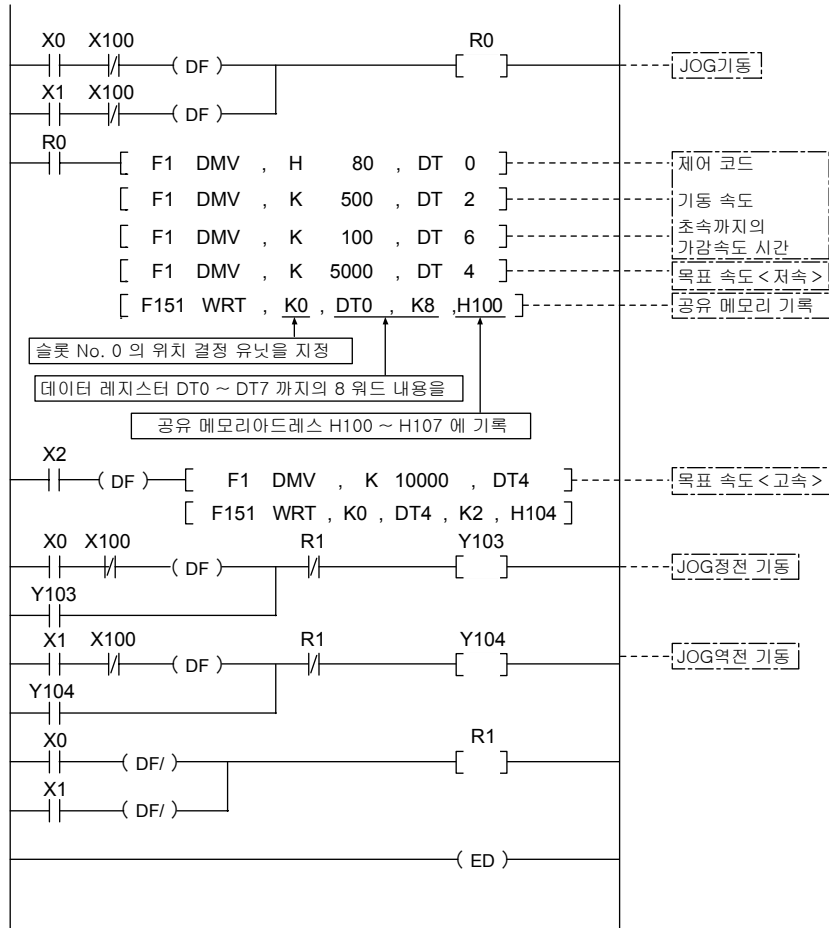 X0 X100 R0
( DF ) JOG기동
X1 X100
( DF )
R0
F1 DMV , H 80 , DT 0 제어 코드
F1 DMV , K 500 , DT 2 기동 속도
F1 DMV , K 100 , DT 6 초속까지의
가감속도 시간
F1 DMV , K 5000 , DT 4 목표 속도<저속>
F151 WRT , K0 , DT0 , K8 ,H100 공유 메모리 기록
슬롯 No. 0 의 위치 결정 유닛을 지정
데이터 레지스터 DT0 ~ DT7 까지의 8 워드 내용을
공유 메모리아드레스 H100 ~ H107 에 기록
X2
( DF ) F1 DMV , K 10000 , DT4 목표 속도<고속>
F151 WRT , K0 , DT4 , K2 , H104
X0 X100 R1 Y103
( DF ) JOG정전 기동
Y103
X1 X100 R1 Y104
( DF ) JOG역전 기동
Y104
X0 R1
( DF/ )
X1
( DF/ )
( ED )